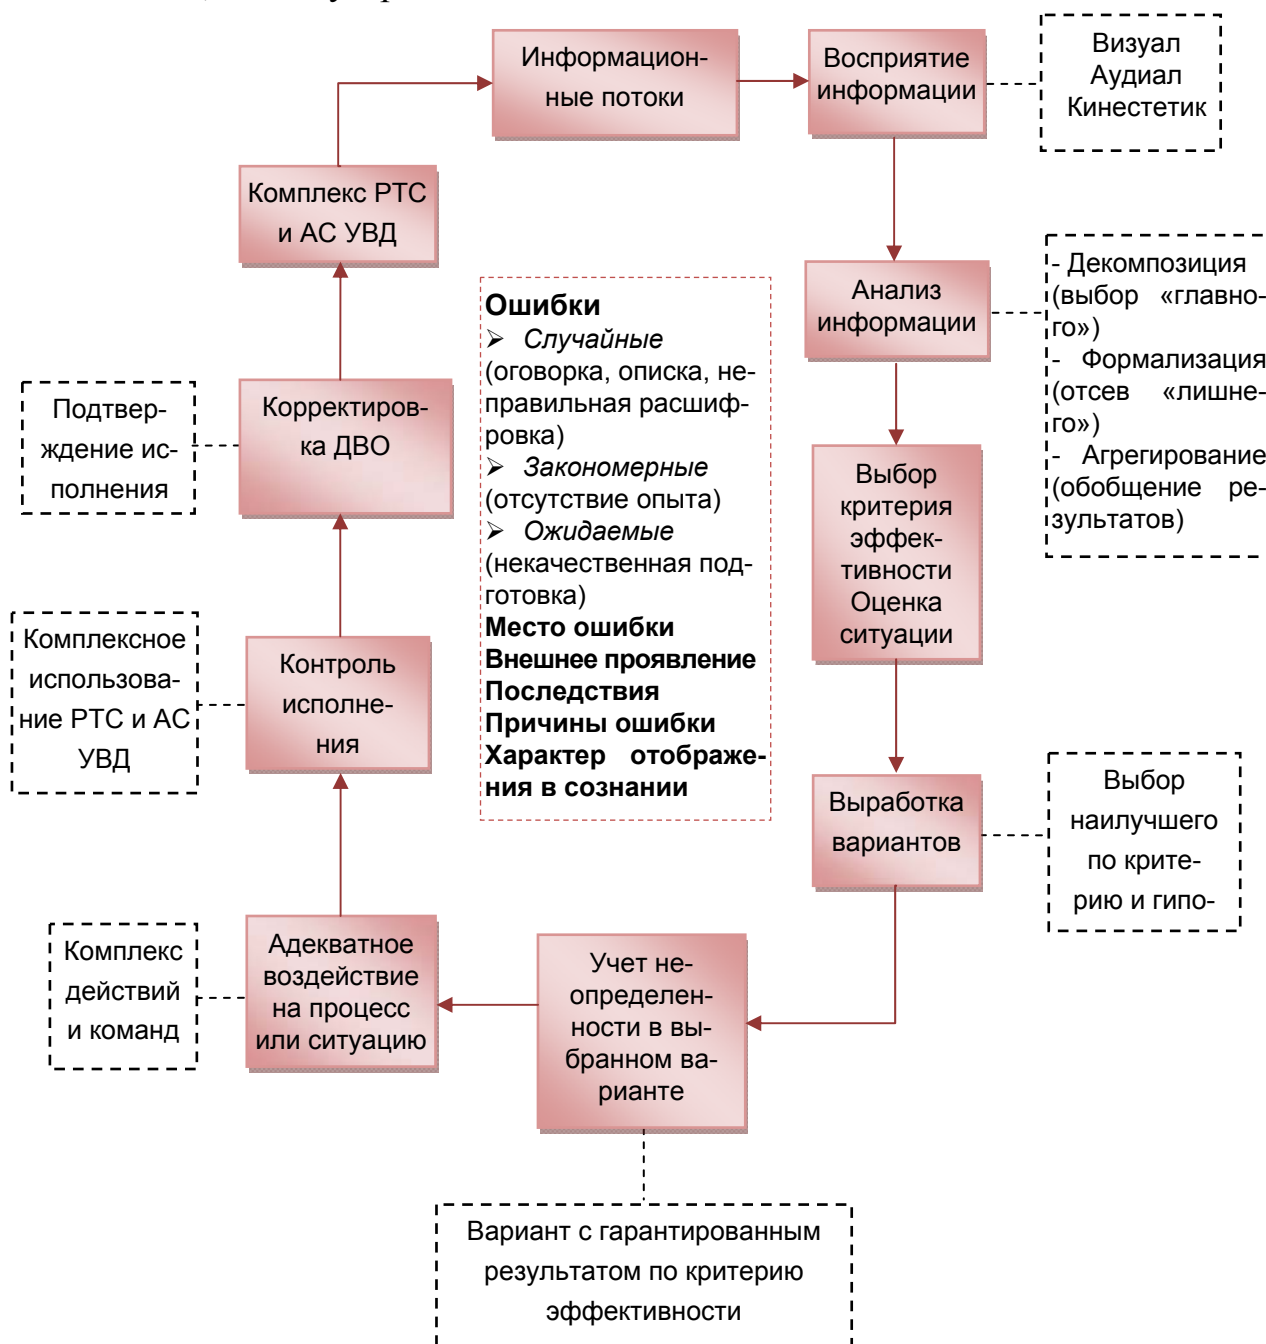 Информацион-
ные потоки
Восприятие
информации
Визуал
Аудиал
Кинестетик
Комплекс РТС
и АС УВД
Анализ
информации
- Декомпозиция
(выбор «главно-
го»)
- Формализация
(отсев «лишне-
го»)
- Агрегирование
(обобщение ре-
зультатов)
Ошибки
➢ Случайные
(оговорка, описка, не-
правильная расшиф-
ровка)
➢ Закономерные
(отсутствие опыта)
➢ Ожидаемые
(некачественная под-
готовка)
Место ошибки
Внешнее проявление
Последствия
Причины ошибки
Характер отображе-
ния в сознании
Подтвер-
ждение ис-
полнения
Корректиров-
ка ДВО
Выбор
критерия
эффек-
тивности
Оценка
ситуации
Комплексное
использова-
ние РТС и АС
УВД
Контроль
исполне-
ния
Выработка
вариантов
Выбор
наилучшего
по крите-
рию и гипо-
Комплекс
действий
и команд
Адекватное
воздействие
на процесс
или ситуацию
Учет не-
определен-
ности в вы-
бранном ва-
рианте
Вариант с гарантированным
результатом по критерию
эффективности